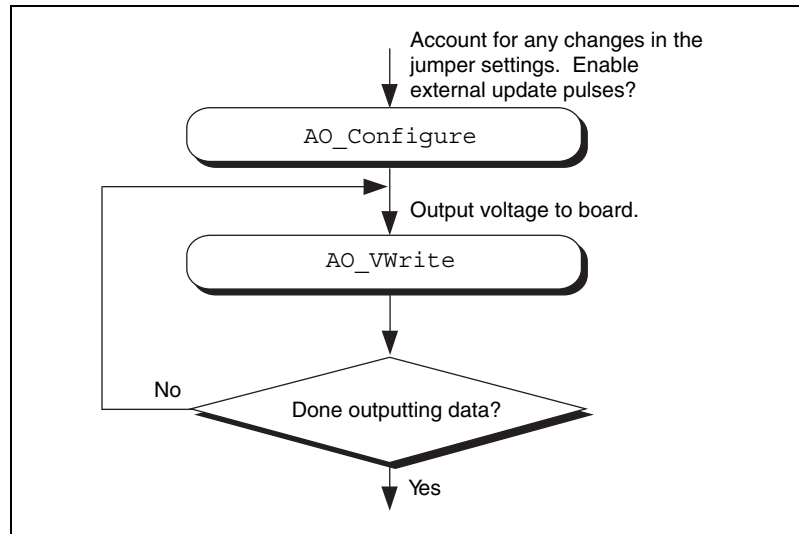 Account for any changes in the
jumper settings. Enable
external update pulses?
AO_Configure
Output voltage to board.
AO_VWrite
No
Done outputting data?
Yes